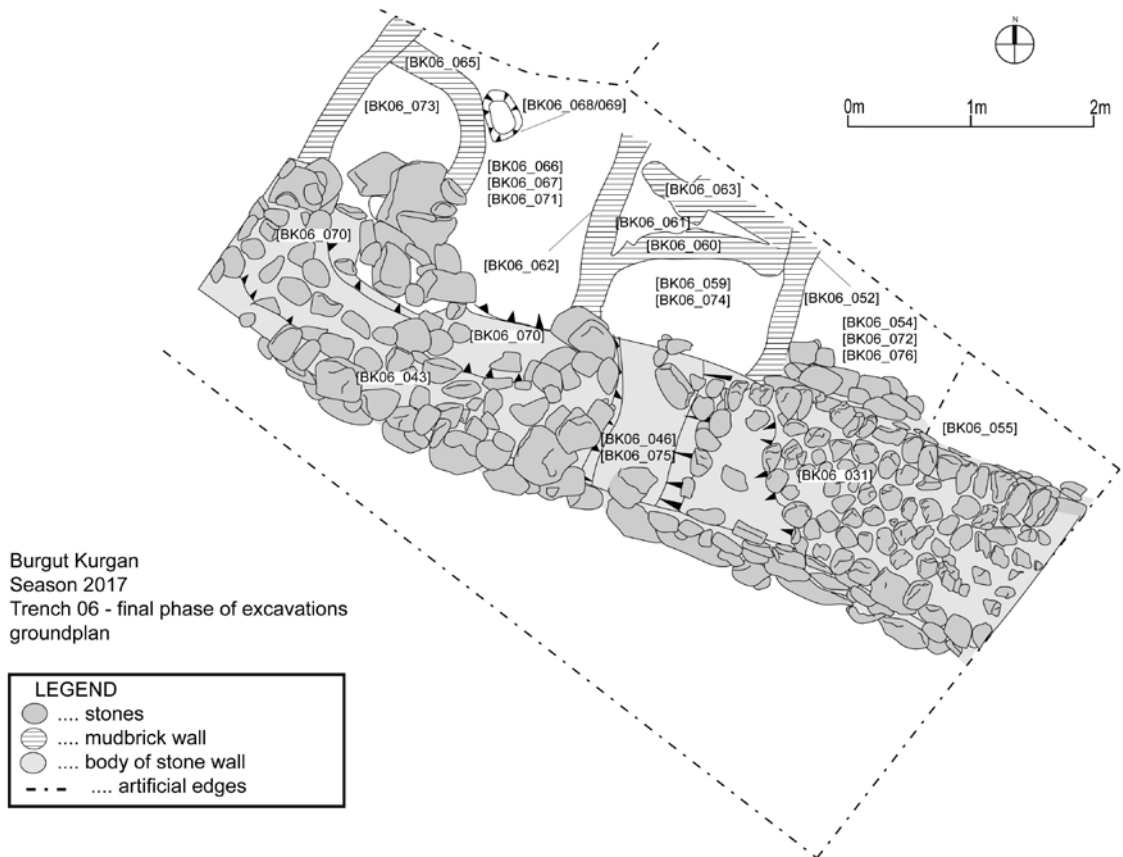 N
0m 1m 2m
[BK06_065]
[BK06_073]
[BK06_068/069]
[BK06_066]
[BK06_067]
[BK06_071]
[BK06_063]
[BK06_061]
[BK06_060]
[BK06_070]
[BK06_062]
[BK06_059]
[BK06_074]
[BK06_052]
[BK06_054]
[BK06_072]
[BK06_076]
[BK06_070]
[BK06_043]
[BK06_046]
[BK06_075]
[BK06_055]
[BK06_031]
Burgut Kurgan
Season 2017
Trench 06 - final phase of excavations
groundplan
LEGEND
.... stones
.... mudbrick wall
.... body of stone wall
.... artificial edges